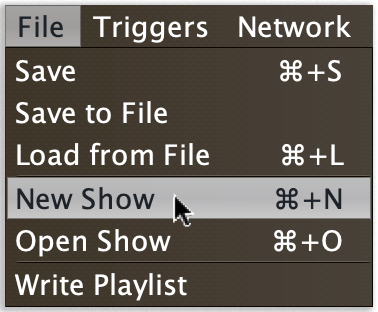 File Triggers Network
Save ⌘+S
Save to File
Load from File ⌘+L
New Show ⌘+N
Open Show ⌘+O
Write Playlist